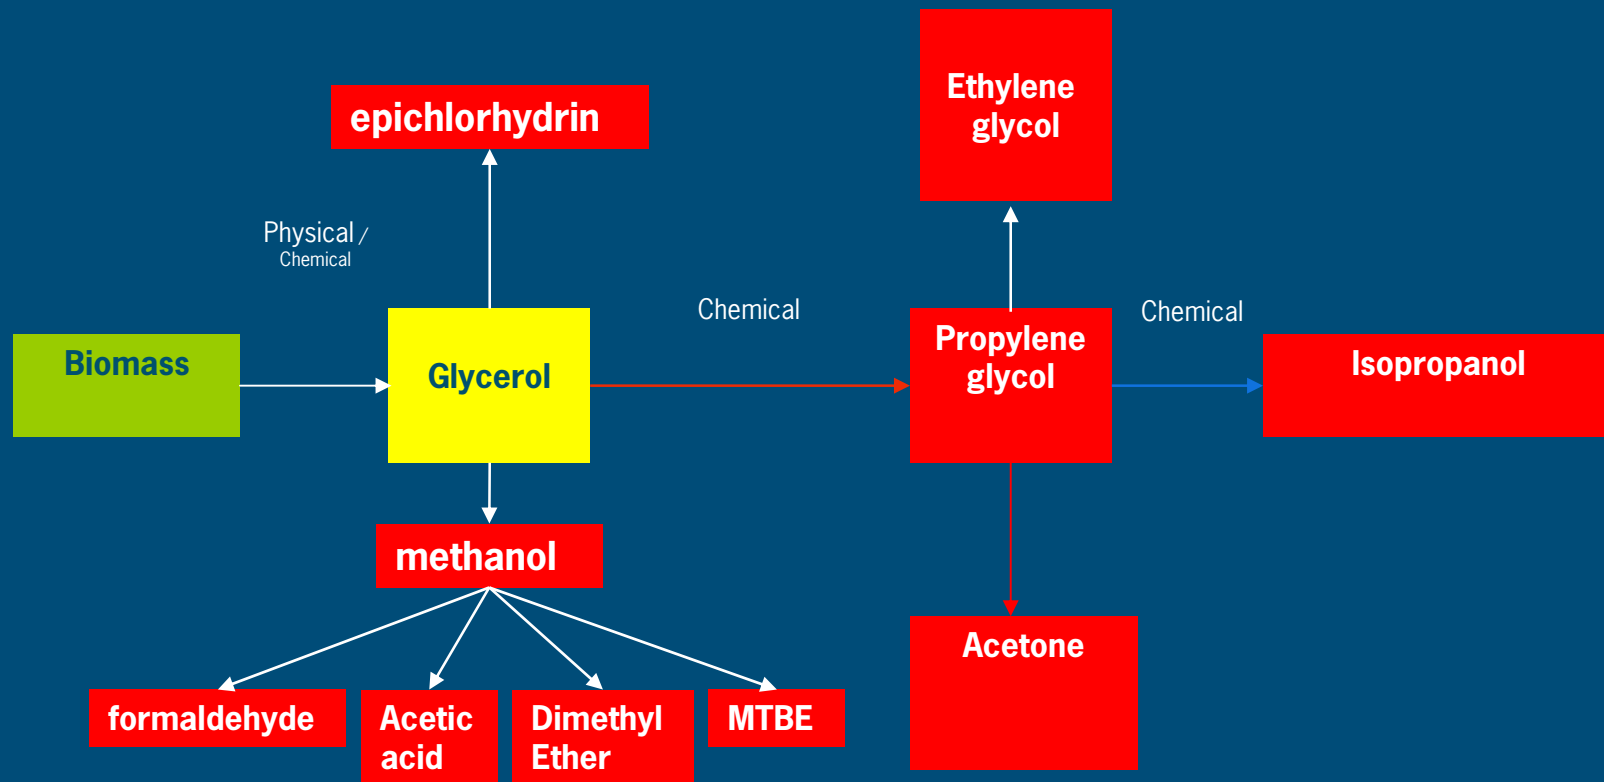 Ethylene
glycol
epichlorhydrin
Physical /
Chemical
Chemical
Chemical
Biomass
Glycerol
Propylene
glycol
Isopropanol
methanol
Acetone
formaldehyde
Acetic
acid
Dimethyl
Ether
MTBE